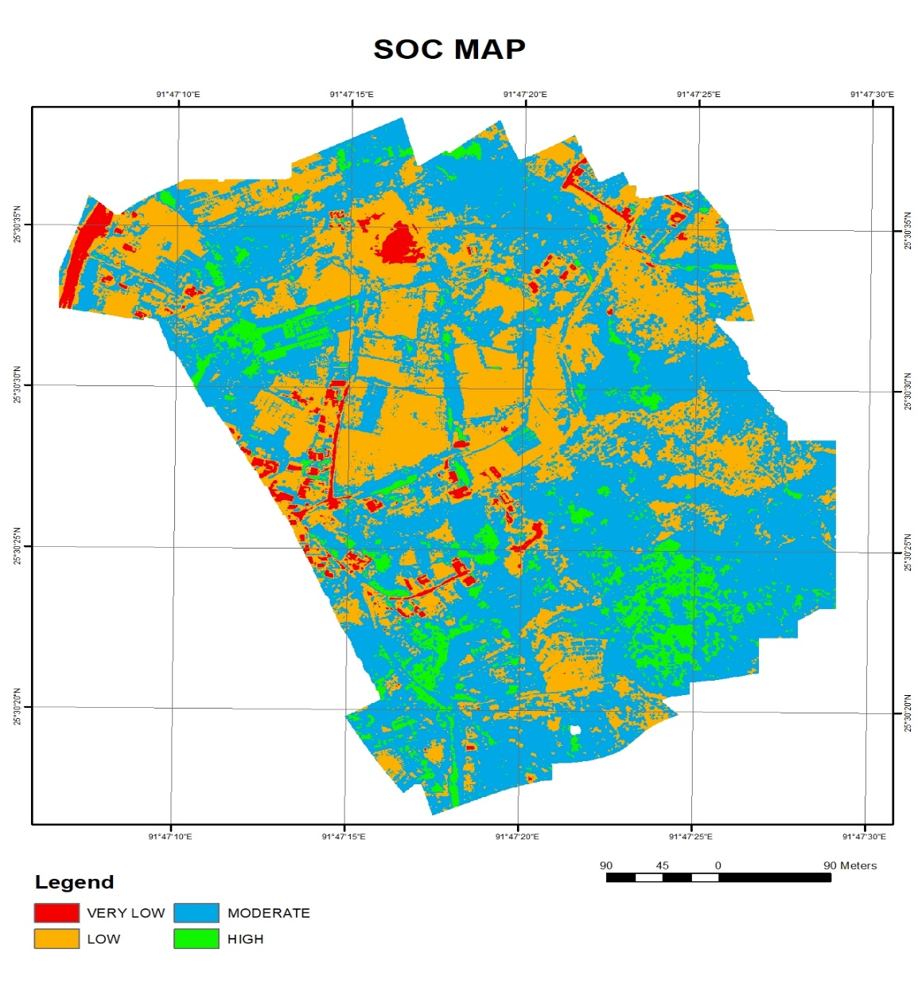 SOC MAP
91°47'10"E 91°47'15"E 91°47'20"E 91°47'25"E 91°47'30"E
25°30'35"N 25°30'35"N
25°30'30"N 25°30'30"N
25°30'25"N 25°30'25"N
25°30'20"N 25°30'20"N
91°47'10"E 91°47'15"E 91°47'20"E 91°47'25"E 91°47'30"E
90 45 0 90 Meters
Legend
VERY LOW MODERATE
LOW HIGH